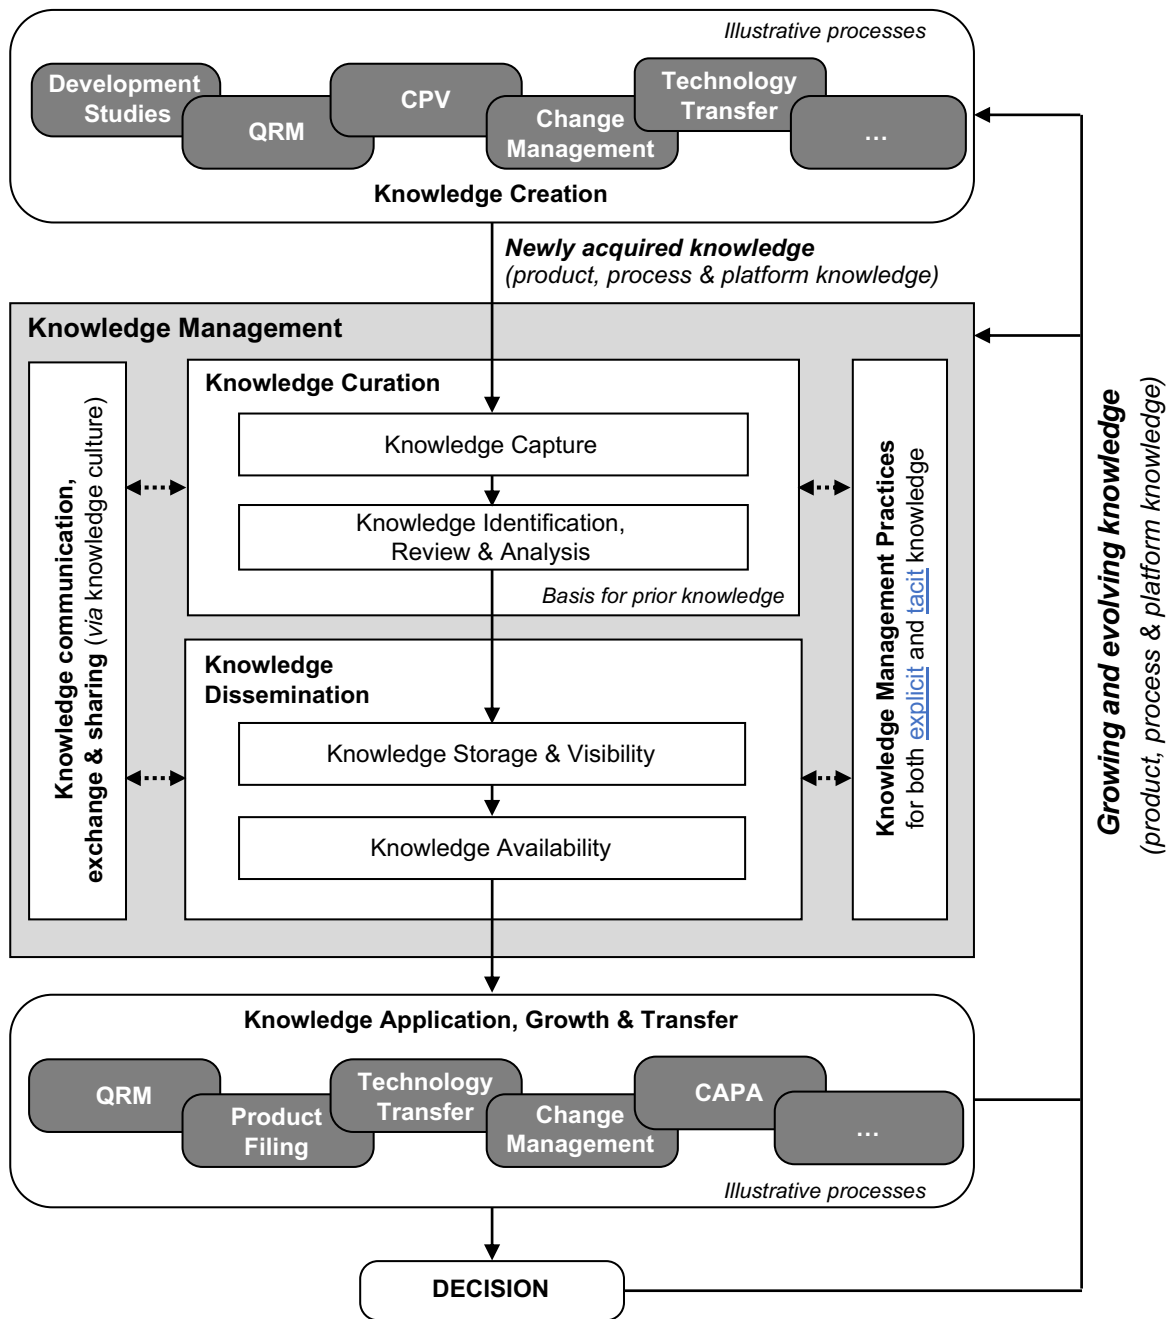 Illustrative processes
Development
Studies
QRM
CPV
Change
Management
Technology
Transfer
...
Knowledge Creation
Newly acquired knowledge
(product, process & platform knowledge)
Knowledge Management
Knowledge communication,
exchange & sharing (via knowledge culture)
Knowledge Curation
Knowledge Capture
Knowledge Identification,
Review & Analysis
Basis for prior knowledge
Knowledge
Dissemination
Knowledge Storage & Visibility
Knowledge Availability
Knowledge Management Practices
for both explicit and tacit knowledge
Growing and evolving knowledge
(product, process & platform knowledge)
Knowledge Application, Growth & Transfer
QRM
Product
Filing
Technology
Transfer
Change
Management
CAPA
...
Illustrative processes
DECISION